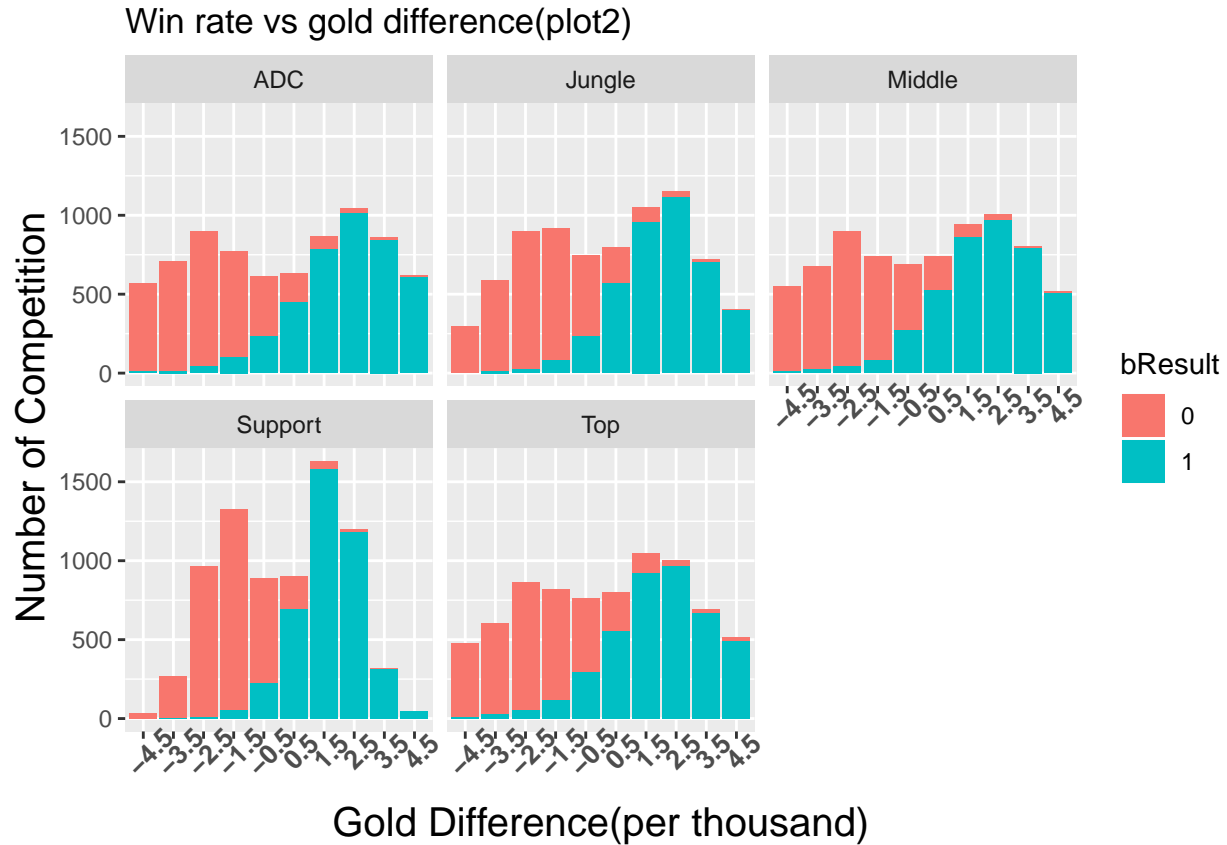 Win rate vs gold difference(plot2)
ADC
Jungle
Middle
1500
1000
500
0
−4.5 −3.5 −2.5 −1.5 −0.5 0.5 1.5 2.5 3.5 4.5
Support
Top
1500
1000
500
0
−4.5 −3.5 −2.5 −1.5 −0.5 0.5 1.5 2.5 3.5 4.5
−4.5 −3.5 −2.5 −1.5 −0.5 0.5 1.5 2.5 3.5 4.5
Number of Competition
Gold Difference(per thousand)
bResult
0
1